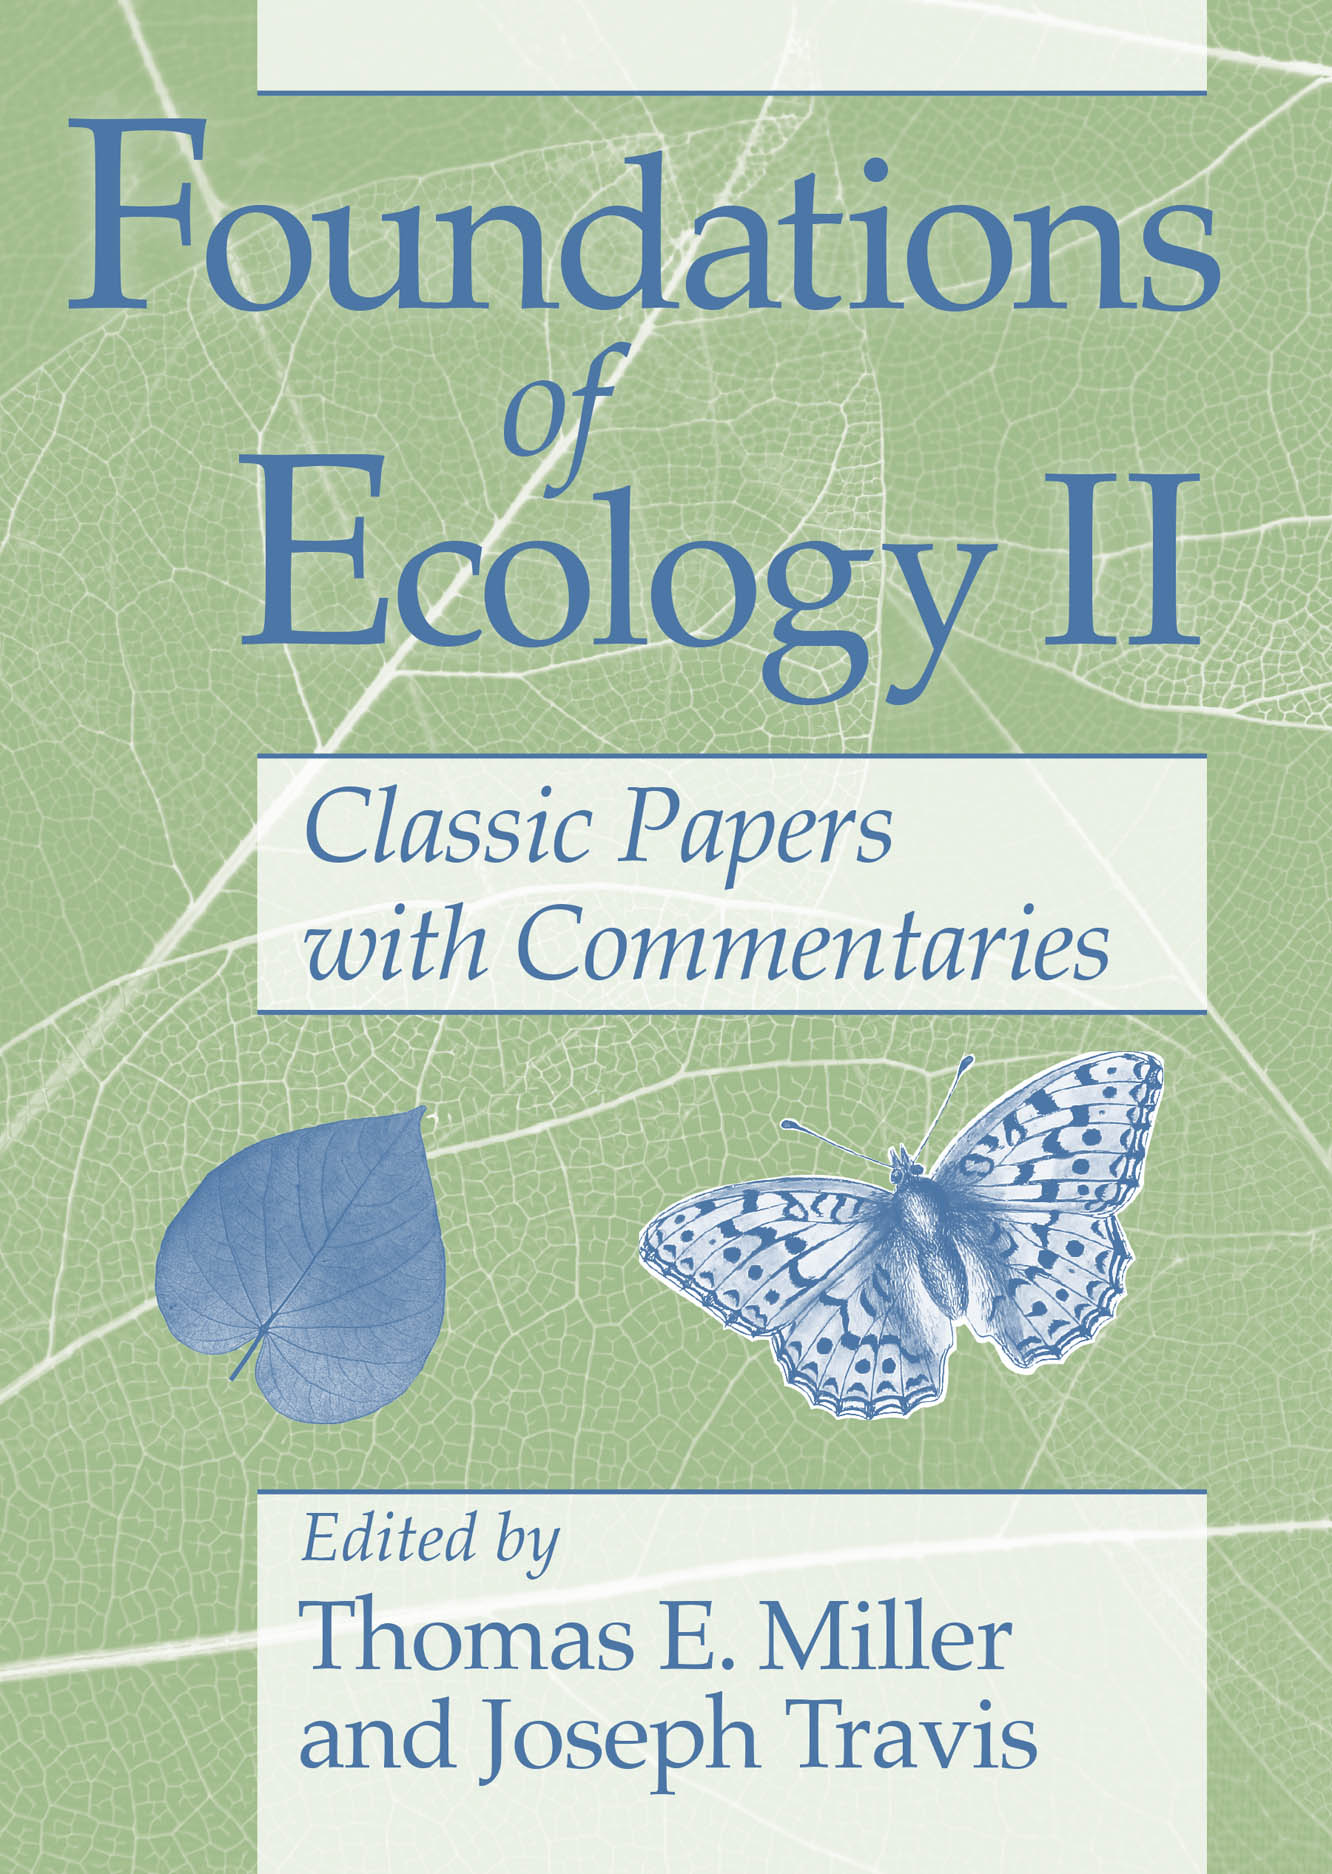 Foundations
of
Ecology II
Classic Papers
with Commentaries
Edited by
Thomas E. Miller
and Joseph Travis